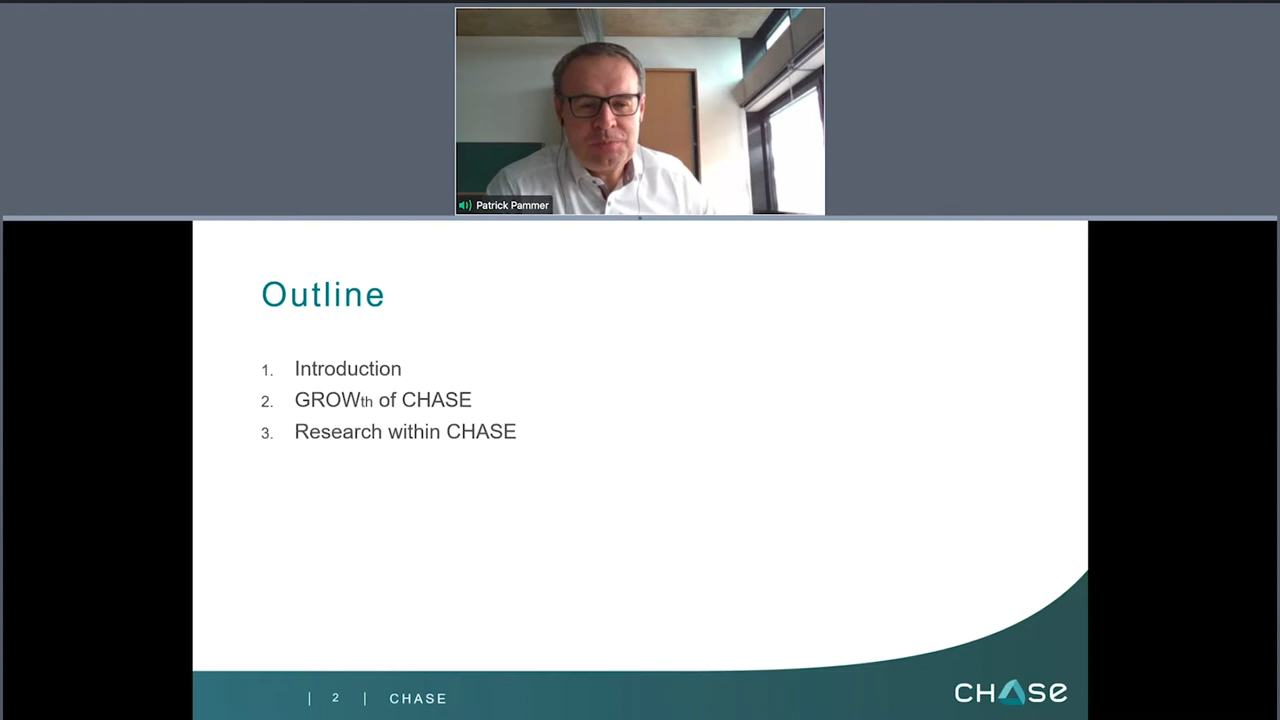 Patrick Pammer
Outline
1. Introduction
2. GROWth of CHASE
3. Research within CHASE
| 2 | CHASE
CHASE